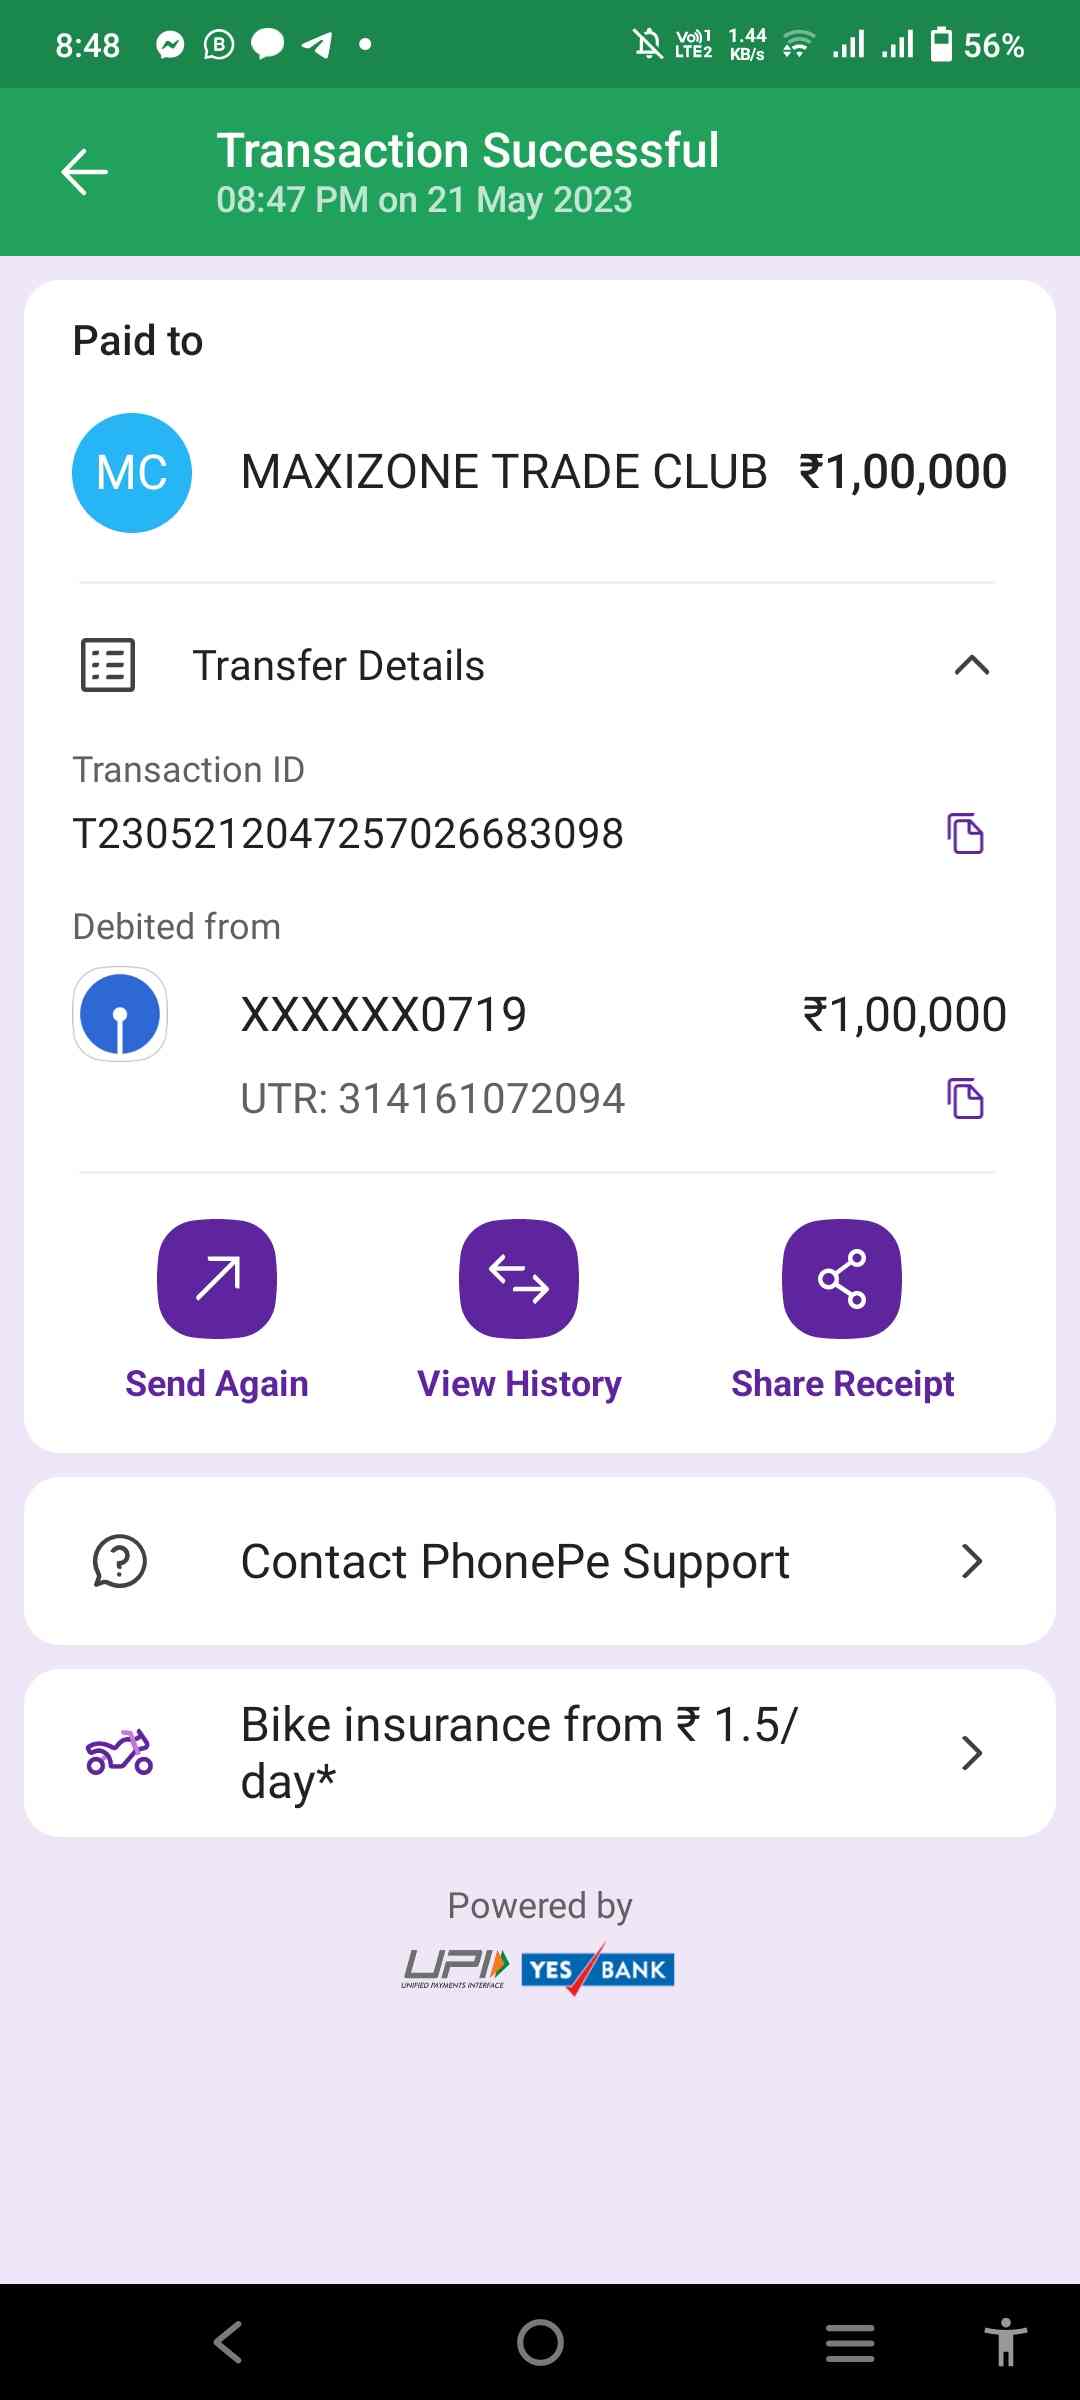 8:48
B
Vo))1
LTE2
1.44
KB/s
56%
Transaction Successful
08:47 PM on 21 May 2023
Paid to
MC
MAXIZONE TRADE CLUB ₹1,00,000
Transfer Details
Transaction ID
T2305212047257026683098
Debited from
XXXXXX0719 ₹1,00,000
UTR: 314161072094
Send Again View History Share Receipt
Contact PhonePe Support
Bike insurance from ₹ 1.5/
day*
Powered by
UPI
UNIFIED PAYMENTS INTERFACE
YES BANK